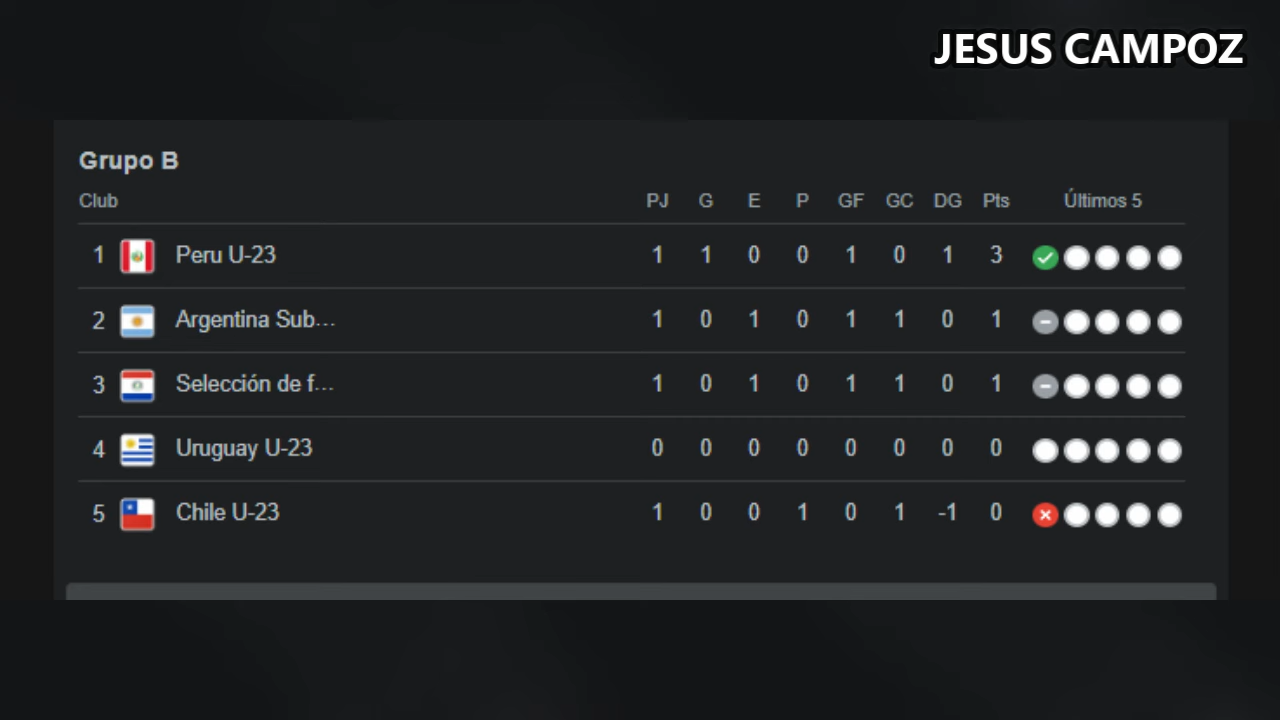 JESUS CAMPOZ
Grupo B
Club PJ G E P GF GC DG Pts Últimos 5
1 Peru U-23 1 1 0 0 1 0 1 3
2 Argentina Sub... 1 0 1 0 1 1 0 1
3 Selección de f... 1 0 1 0 1 1 0 1
4 Uruguay U-23 0 0 0 0 0 0 0 0
5 Chile U-23 1 0 0 1 0 1 -1 0